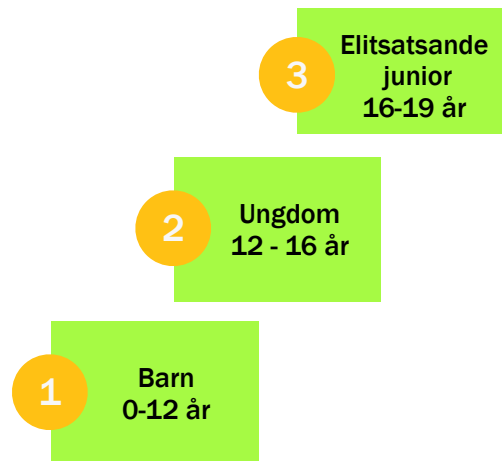 3
Elitsatsande
junior
16-19 år
2
Ungdom
12 - 16 år
1
Barn
0-12 år